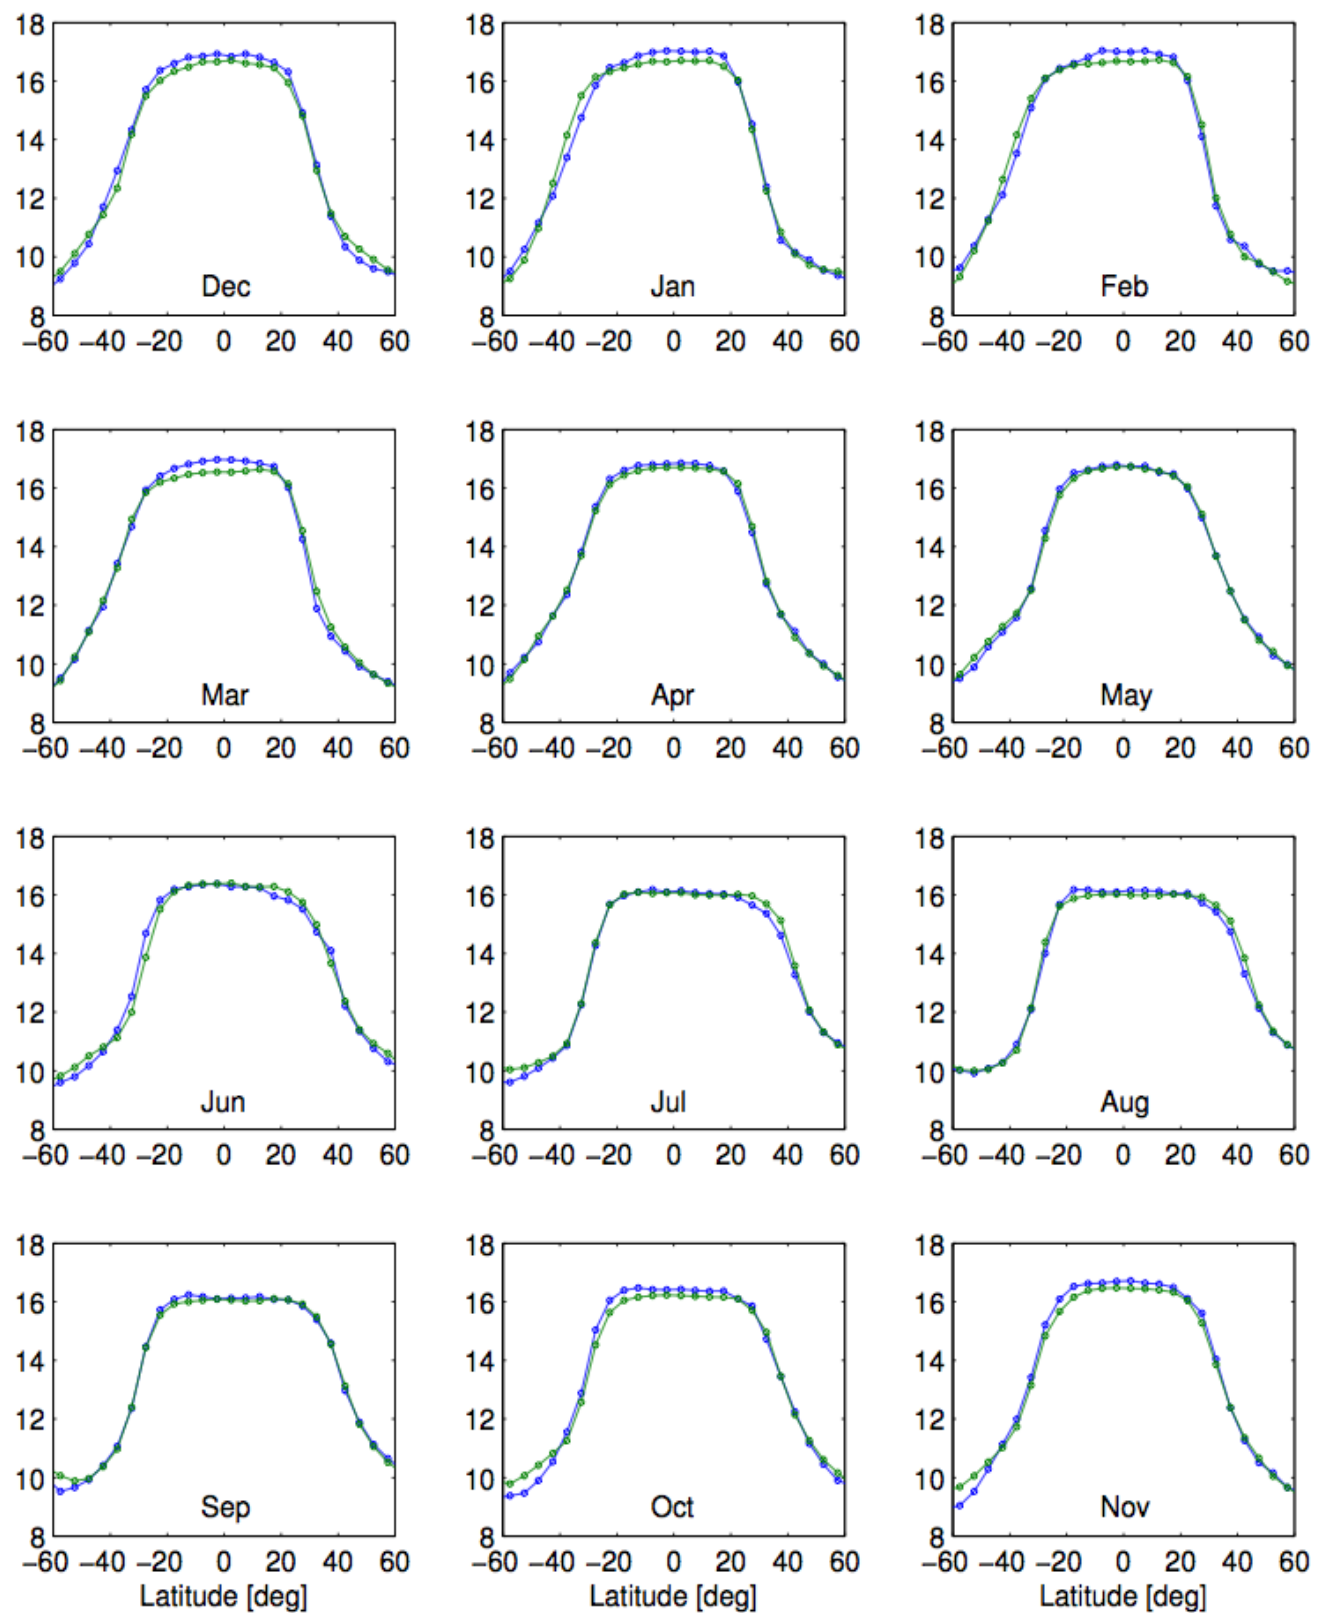 18 18 18
16 16 16
14 14 14
12 12 12
10 10 10
Dec Jan Feb
8 8 8
−60 −40 −20 0 20 40 60 −60 −40 −20 0 20 40 60 −60 −40 −20 0 20 40 60
18 18 18
16 16 16
14 14 14
12 12 12
10 10 10
Mar Apr May
8 8 8
−60 −40 −20 0 20 40 60 −60 −40 −20 0 20 40 60 −60 −40 −20 0 20 40 60
18 18 18
16 16 16
14 14 14
12 12 12
10 10 10
Jun Jul Aug
8 8 8
−60 −40 −20 0 20 40 60 −60 −40 −20 0 20 40 60 −60 −40 −20 0 20 40 60
18 18 18
16 16 16
14 14 14
12 12 12
10 10 10
Sep Oct Nov
8 8 8
−60 −40 −20 0 20 40 60 −60 −40 −20 0 20 40 60 −60 −40 −20 0 20 40 60
Latitude [deg] Latitude [deg] Latitude [deg]